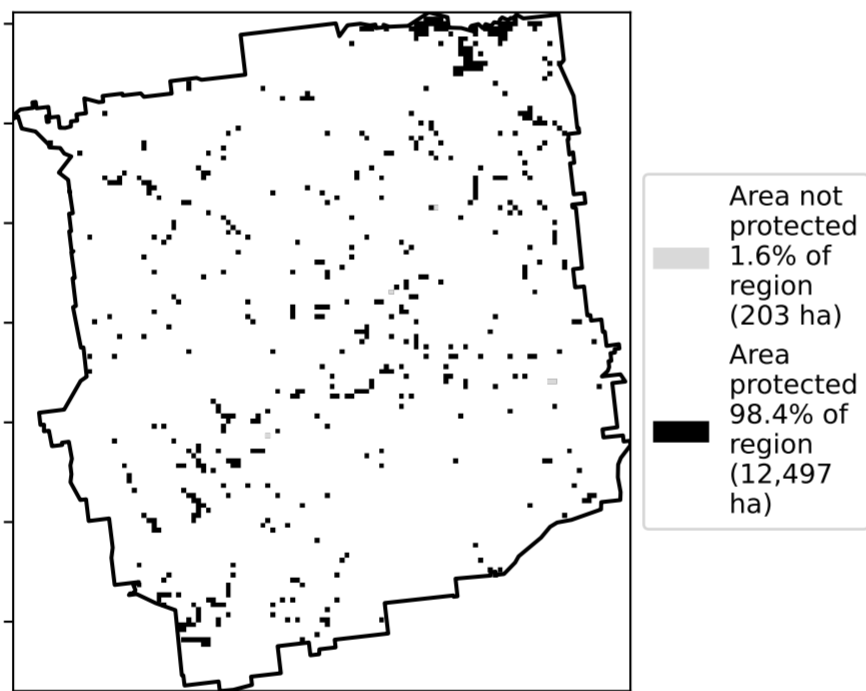 Area not
protected
1.6% of
region
(203 ha)
Area
protected
98.4% of
region
(12,497
ha)